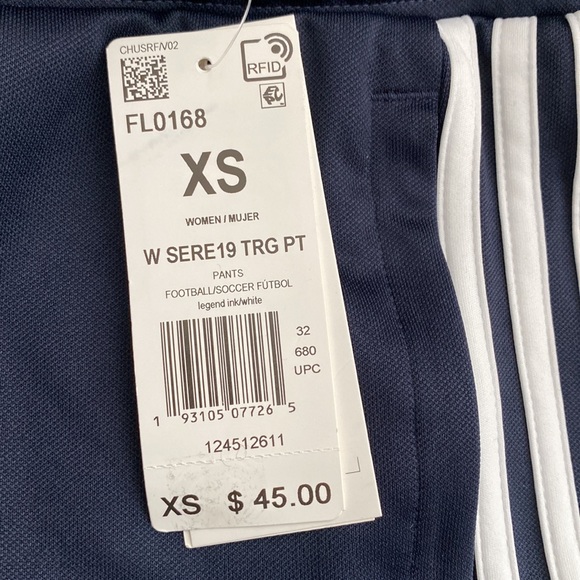 CHUSRF/V02
RFID
FL0168
XS
WOMEN / MUJER
W SERE19 TRG PT
PANTS
FOOTBALL/SOCCER FÚTBOL
legend ink/white
32
680
UPC
1 93105 07726 5
124512611
XS $ 45.00